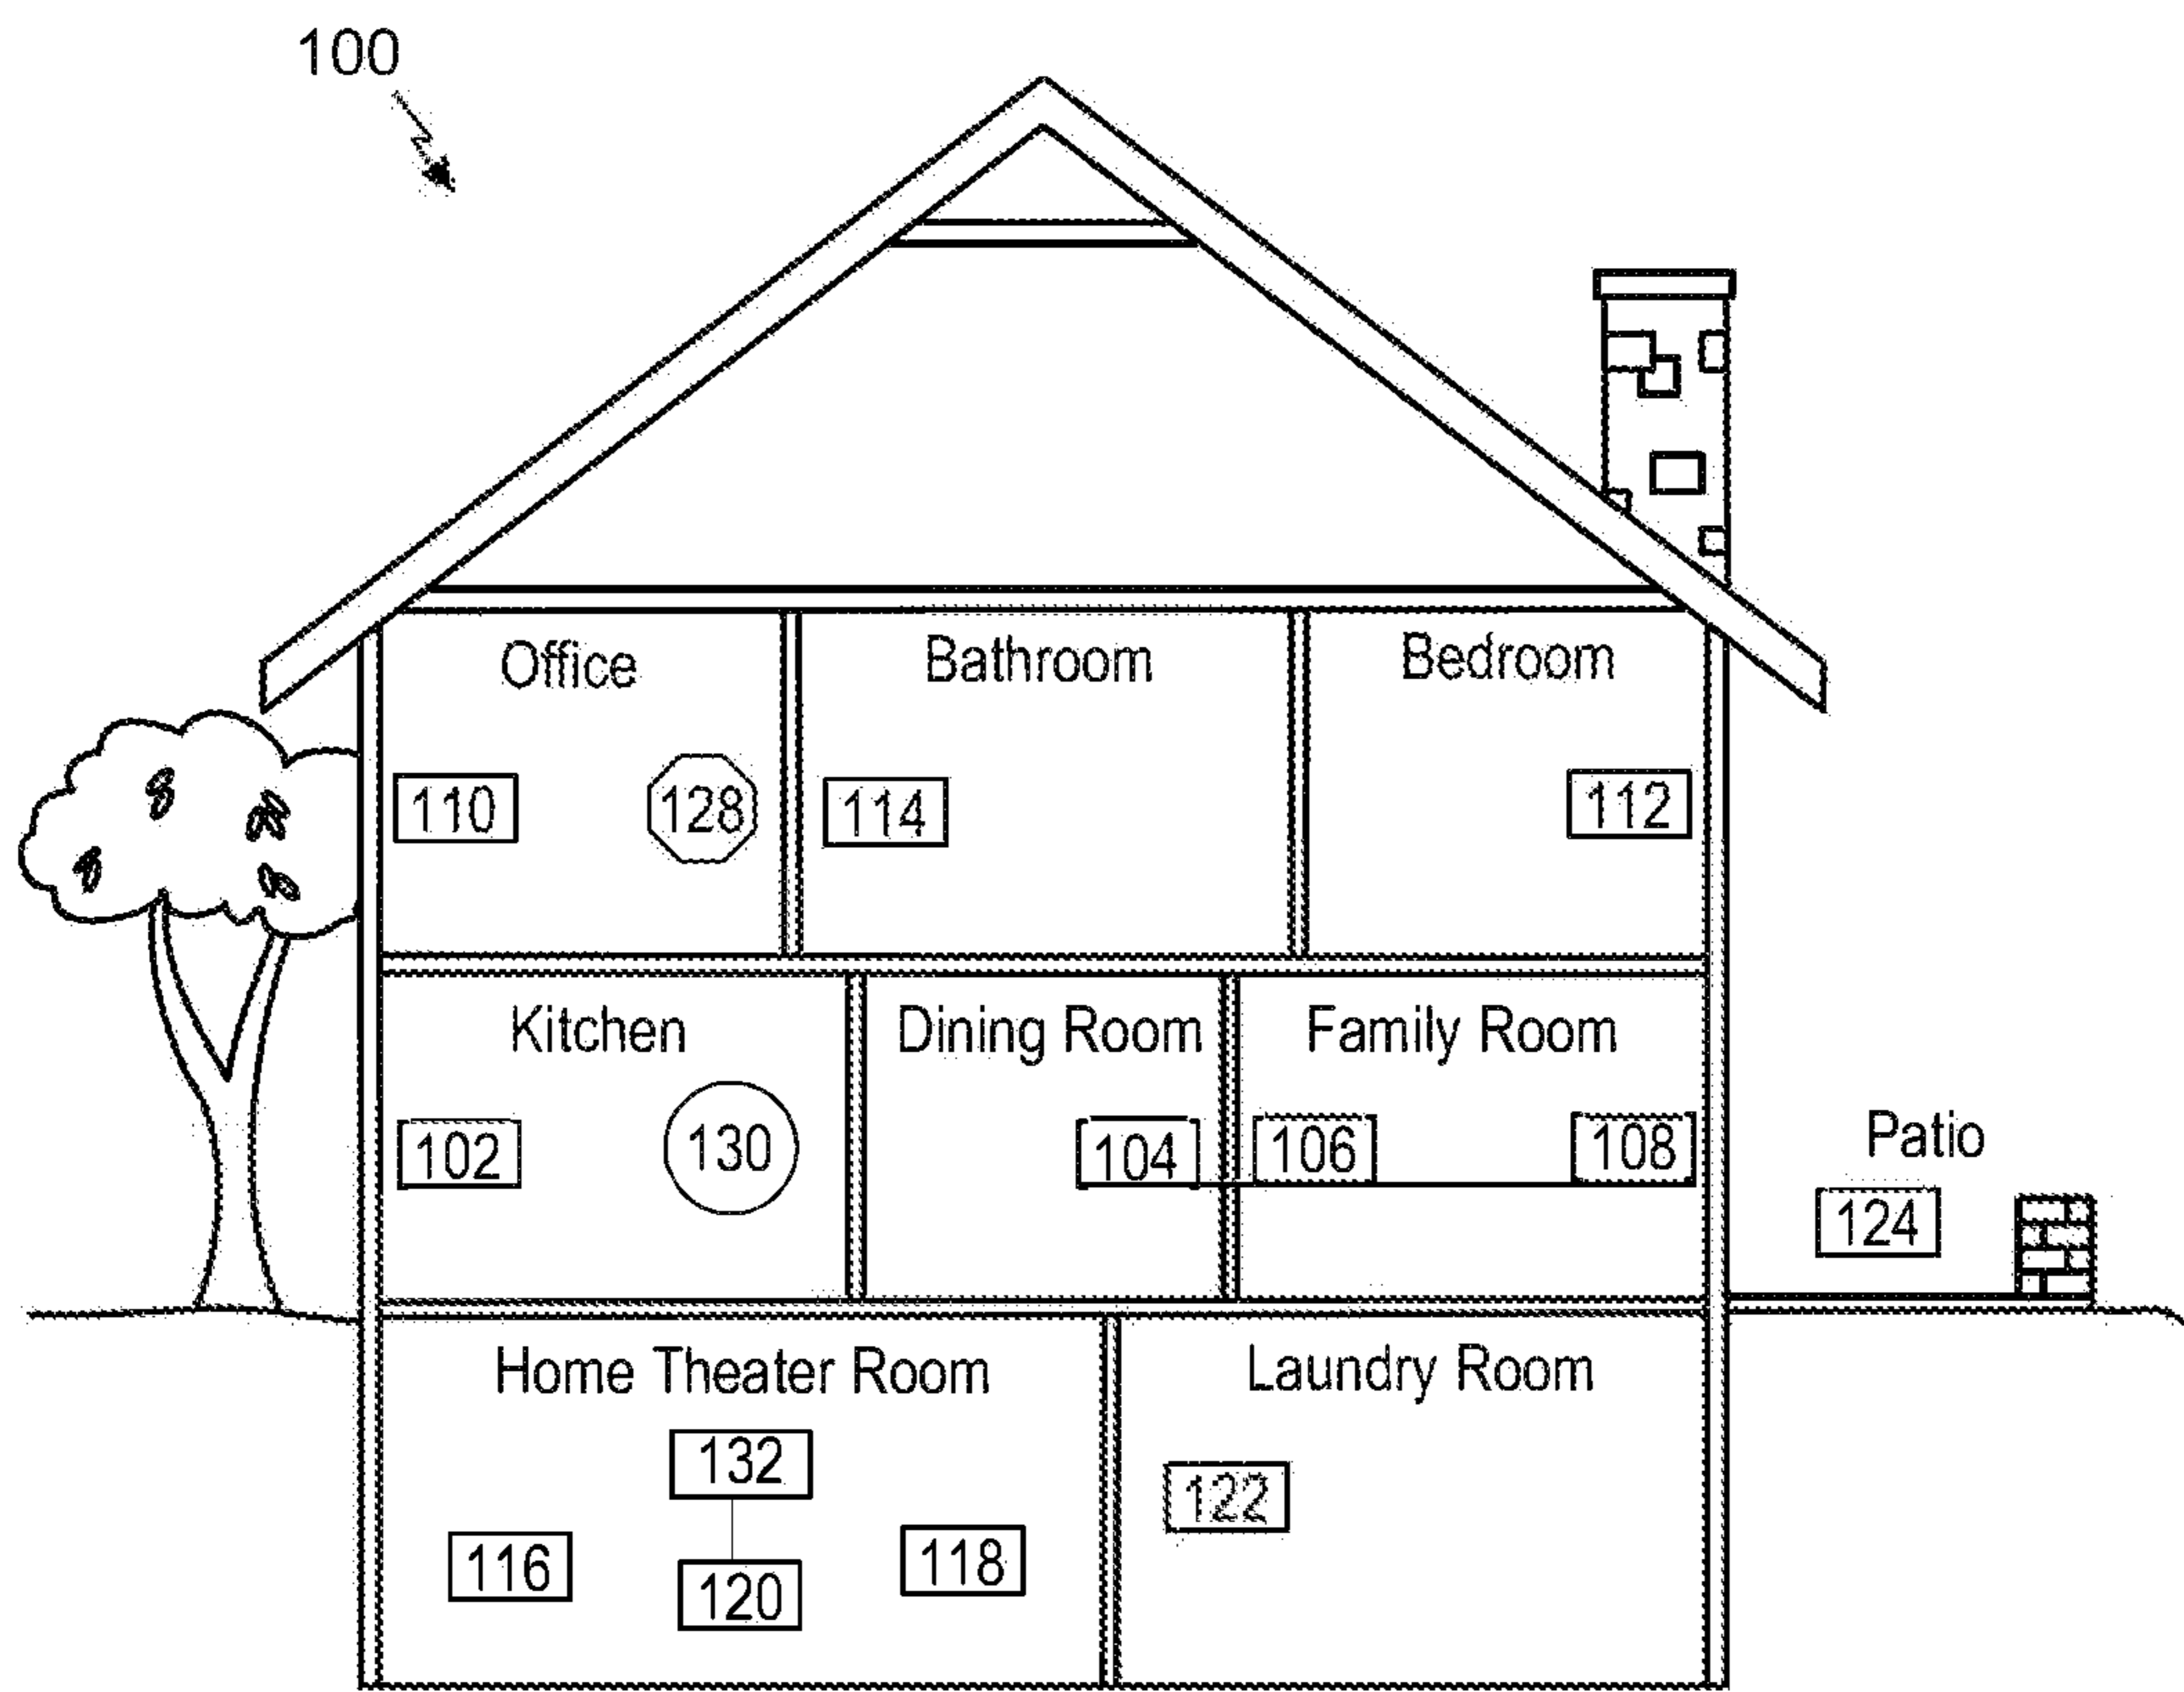 100
Office Bathroom Bedroom
110 128 114 112
Kitchen Dining Room Family Room
102 130 104 106 108 Patio
124
Home Theater Room Laundry Room
132
122
116 120 118